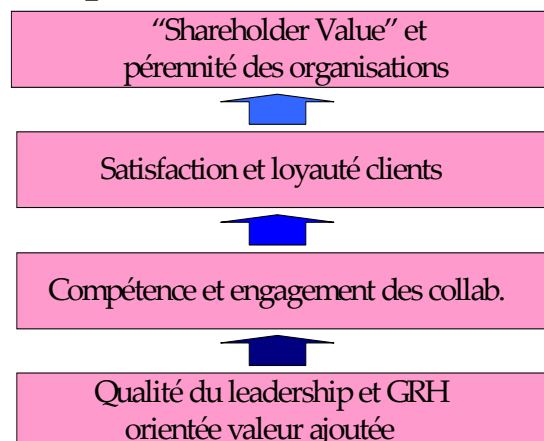 “Shareholder Value” et
pérennité des organisations
Satisfaction et loyauté clients
Compétence et engagement des collab.
Qualité du leadership et GRH
orientée valeur ajoutée